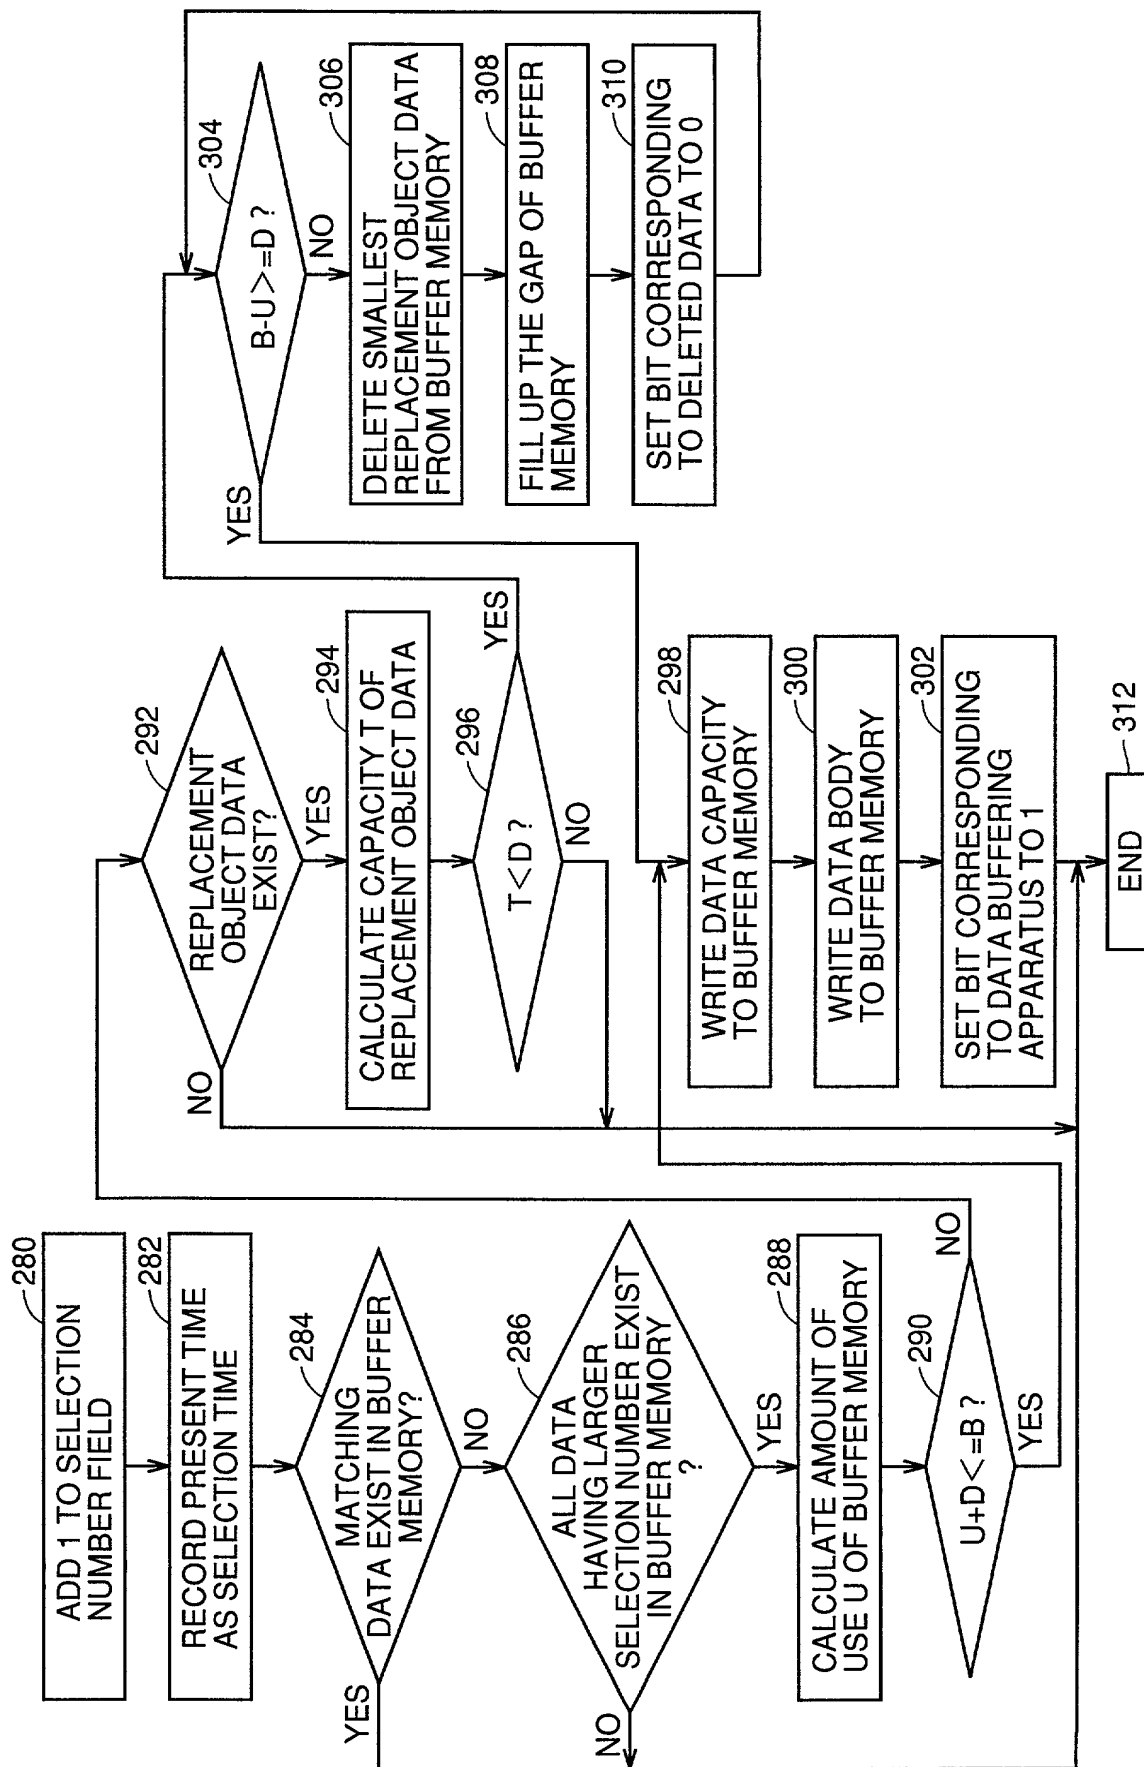 280
ADD 1 TO SELECTION
NUMBER FIELD
282
RECORD PRESENT TIME
AS SELECTION TIME
284
MATCHING
DATA EXIST IN BUFFER
MEMORY?
YES
NO
286
ALL DATA
HAVING LARGER
SELECTION NUMBER EXIST
IN BUFFER MEMORY
?
NO
YES
288
CALCULATE AMOUNT OF
USE U OF BUFFER MEMORY
290
U+D<=B ?
NO
YES
292
REPLACEMENT
OBJECT DATA
EXIST?
NO
YES
294
CALCULATE CAPACITY T OF
REPLACEMENT OBJECT DATA
296
T<D ?
YES
NO
298
WRITE DATA CAPACITY
TO BUFFER MEMORY
300
WRITE DATA BODY
TO BUFFER MEMORY
302
SET BIT CORRESPONDING
TO DATA BUFFERING
APPARATUS TO 1
312
END
304
B-U>=D ?
YES
NO
306
DELETE SMALLEST
REPLACEMENT OBJECT DATA
FROM BUFFER MEMORY
308
FILL UP THE GAP OF BUFFER
MEMORY
310
SET BIT CORRESPONDING
TO DELETED DATA TO 0